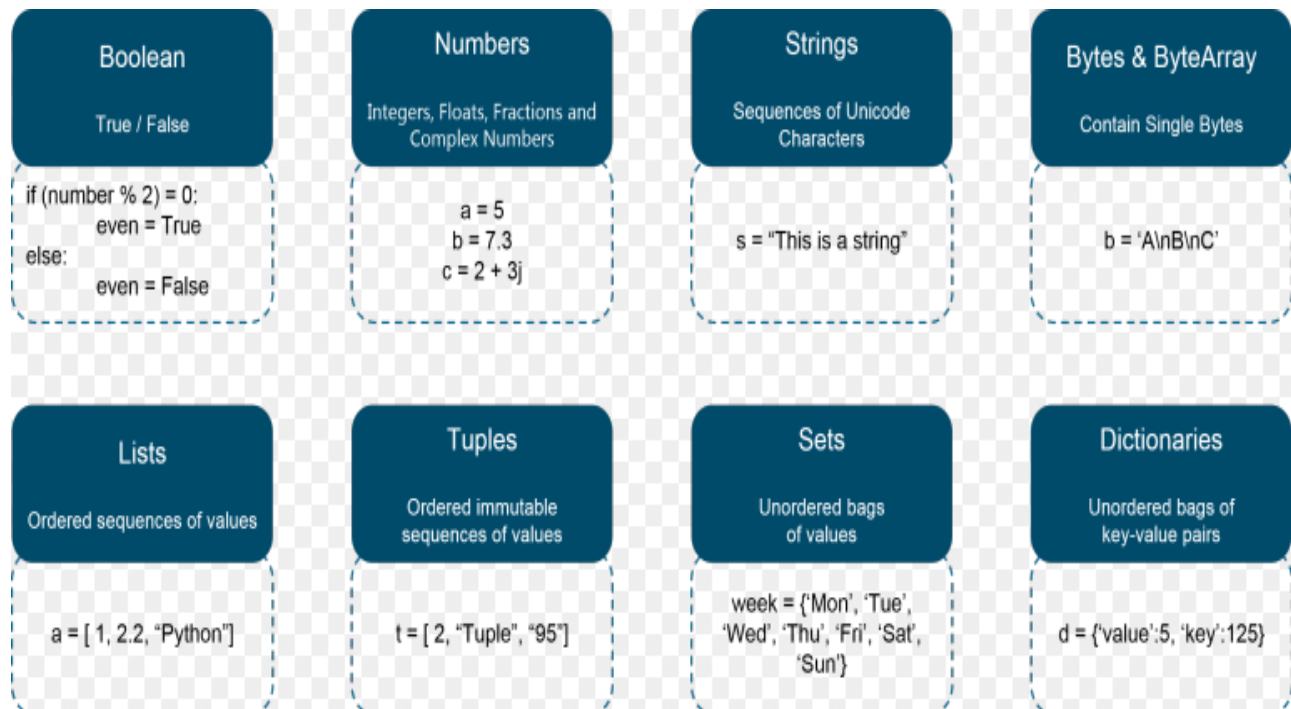 Boolean
True / False
if (number % 2) = 0:
even = True
else:
even = False
Numbers
Integers, Floats, Fractions and
Complex Numbers
a = 5
b = 7.3
c = 2 + 3j
Strings
Sequences of Unicode
Characters
s = “This is a string”
Bytes & ByteArray
Contain Single Bytes
b = ‘A\nB\nC’
Lists
Ordered sequences of values
a = [ 1, 2.2, “Python”]
Tuples
Ordered immutable
sequences of values
t = [ 2, “Tuple”, “95”]
Sets
Unordered bags
of values
week = {‘Mon’, ‘Tue’,
‘Wed’, ‘Thu’, ‘Fri’, ‘Sat’,
‘Sun’}
Dictionaries
Unordered bags of
key-value pairs
d = {‘value’:5, ‘key’:125}